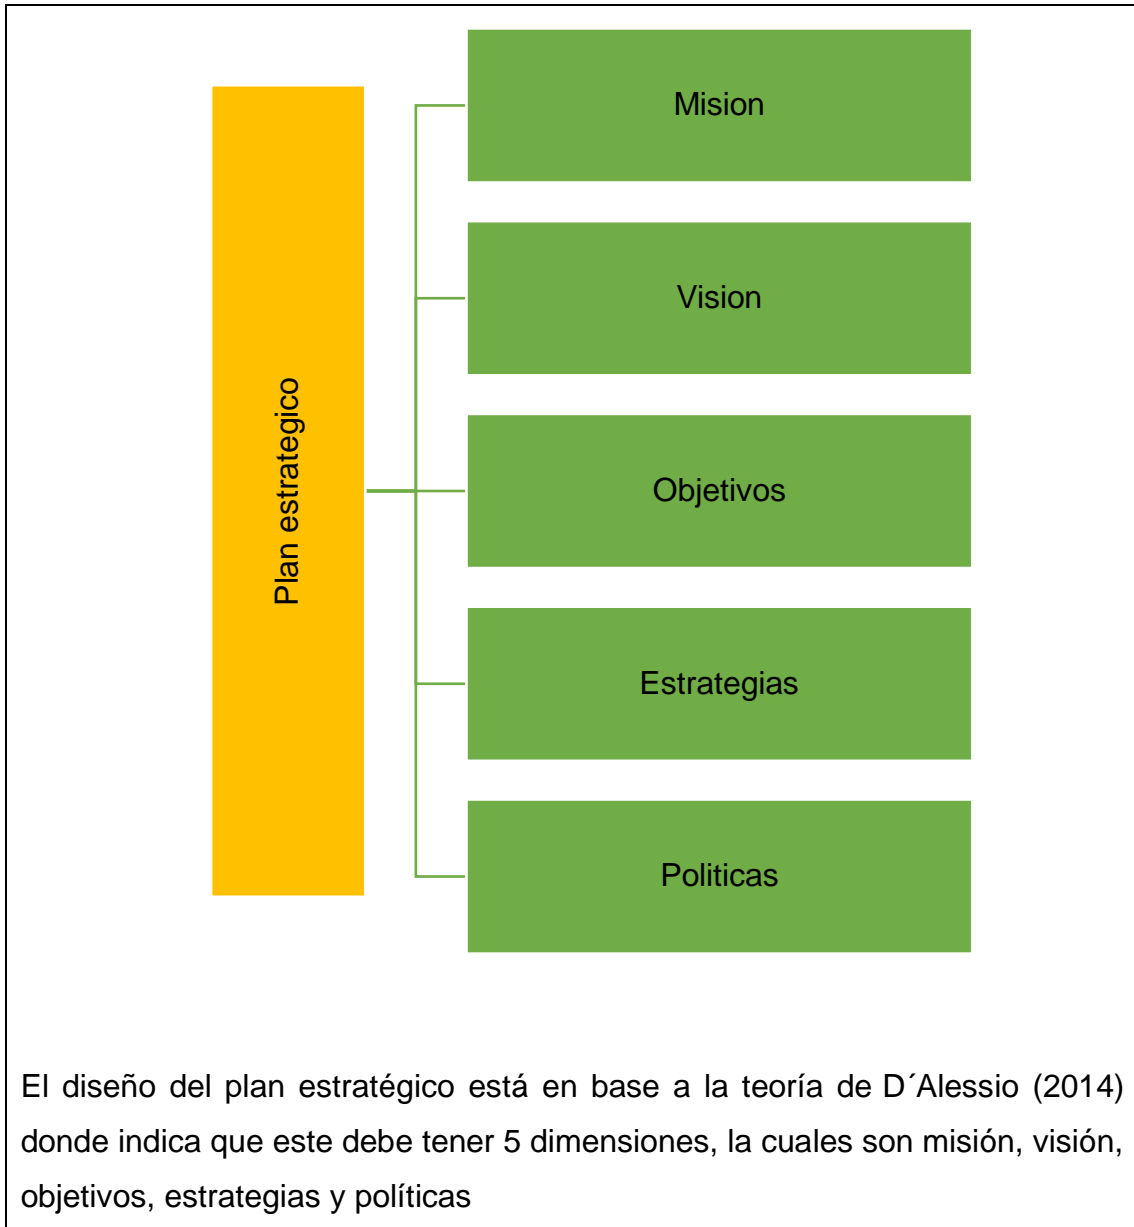 Plan estrategico
Mision
Vision
Objetivos
Estrategias
Politicas
El diseño del plan estratégico está en base a la teoría de D´Alessio (2014)
donde indica que este debe tener 5 dimensiones, la cuales son misión, visión,
objetivos, estrategias y políticas